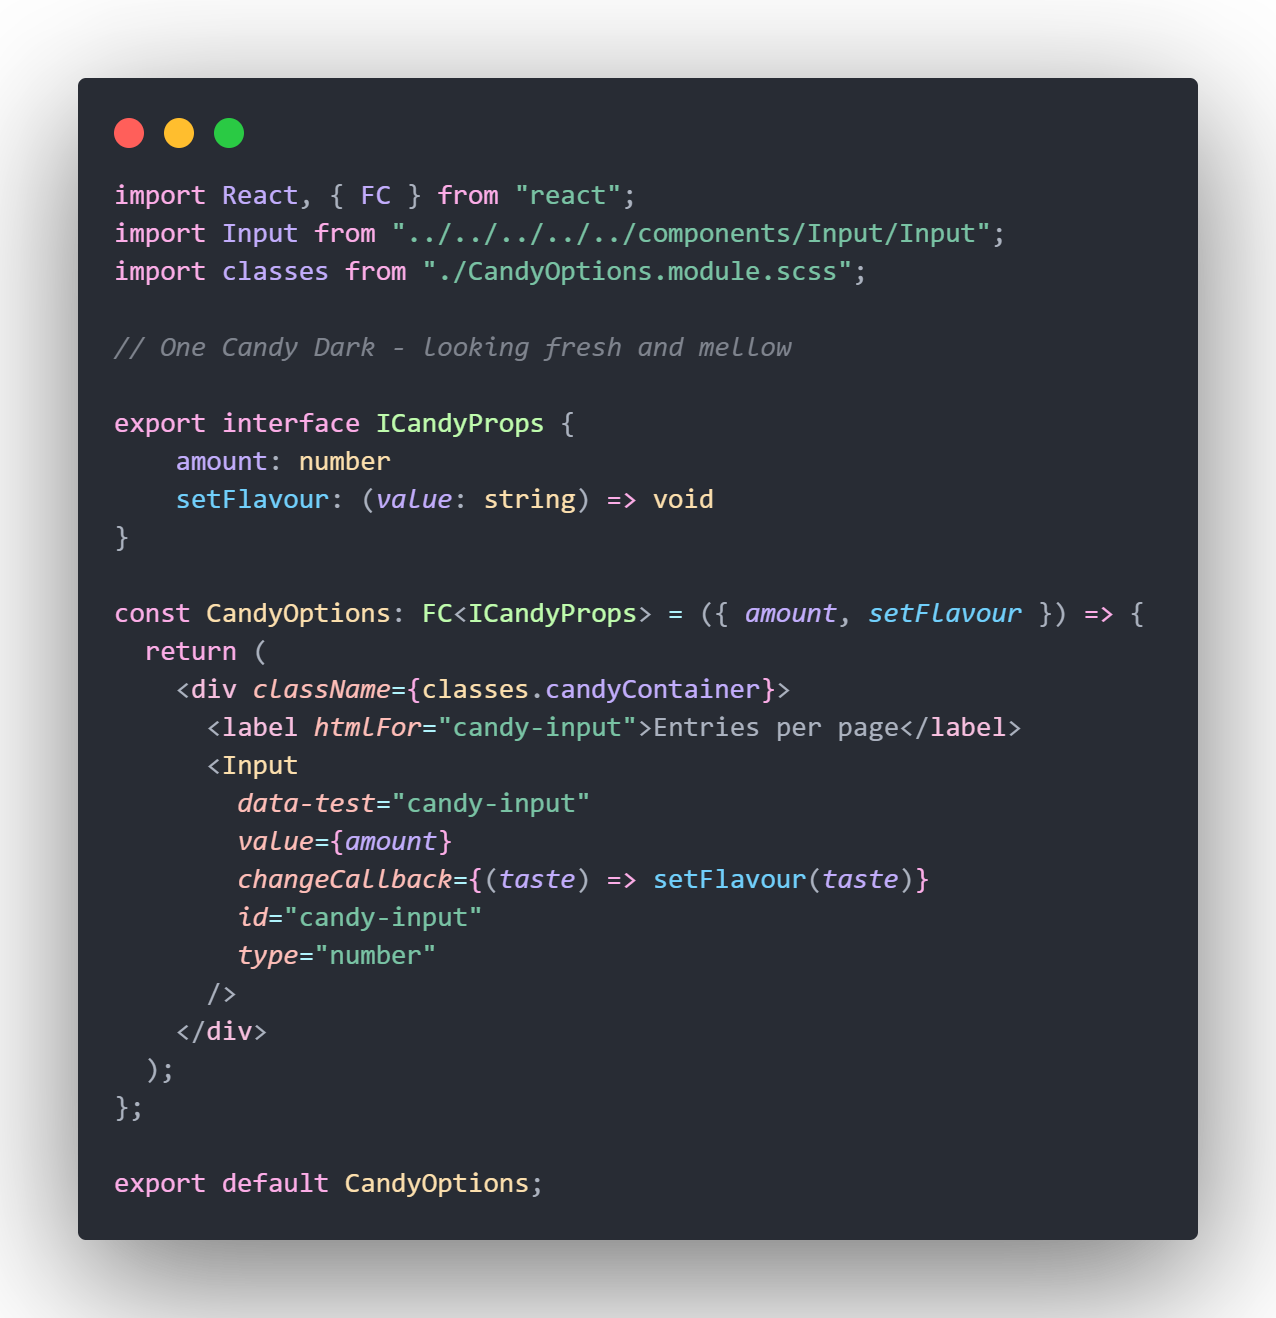 import React, { FC } from "react";
import Input from "../../../../../components/Input/Input";
import classes from "./CandyOptions.module.scss";

// One Candy Dark - looking fresh and mellow

export interface ICandyProps {
    amount: number
    setFlavour: (value: string) => void
}

const CandyOptions: FC<ICandyProps> = ({ amount, setFlavour }) => {
  return (
    <div className={classes.candyContainer}>
      <label htmlFor="candy-input">Entries per page</label>
      <Input
        data-test="candy-input"
        value={amount}
        changeCallback={(taste) => setFlavour(taste)}
        id="candy-input"
        type="number"
      />
    </div>
  );
};

export default CandyOptions;